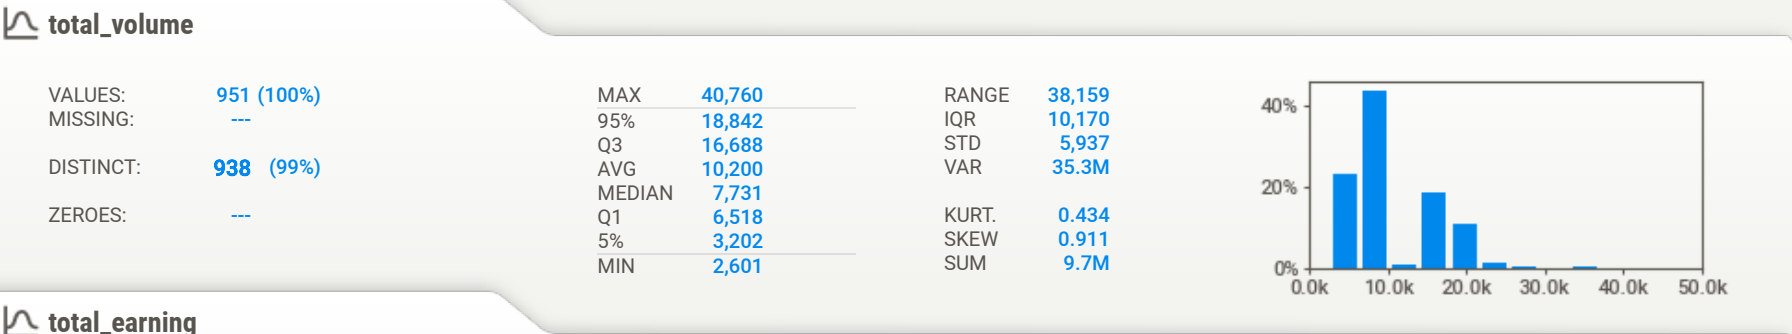 total_volume
VALUES: 951 (100%)
MISSING: ---
DISTINCT: 938 (99%)
ZEROES: ---
MAX 40,760
95% 18,842
Q3 16,688
AVG 10,200
MEDIAN 7,731
Q1 6,518
5% 3,202
MIN 2,601
RANGE 38,159
IQR 10,170
STD 5,937
VAR 35.3M
KURT. 0.434
SKEW 0.911
SUM 9.7M
40%
20%
0%
0.0k 10.0k 20.0k 30.0k 40.0k 50.0k
total_earning